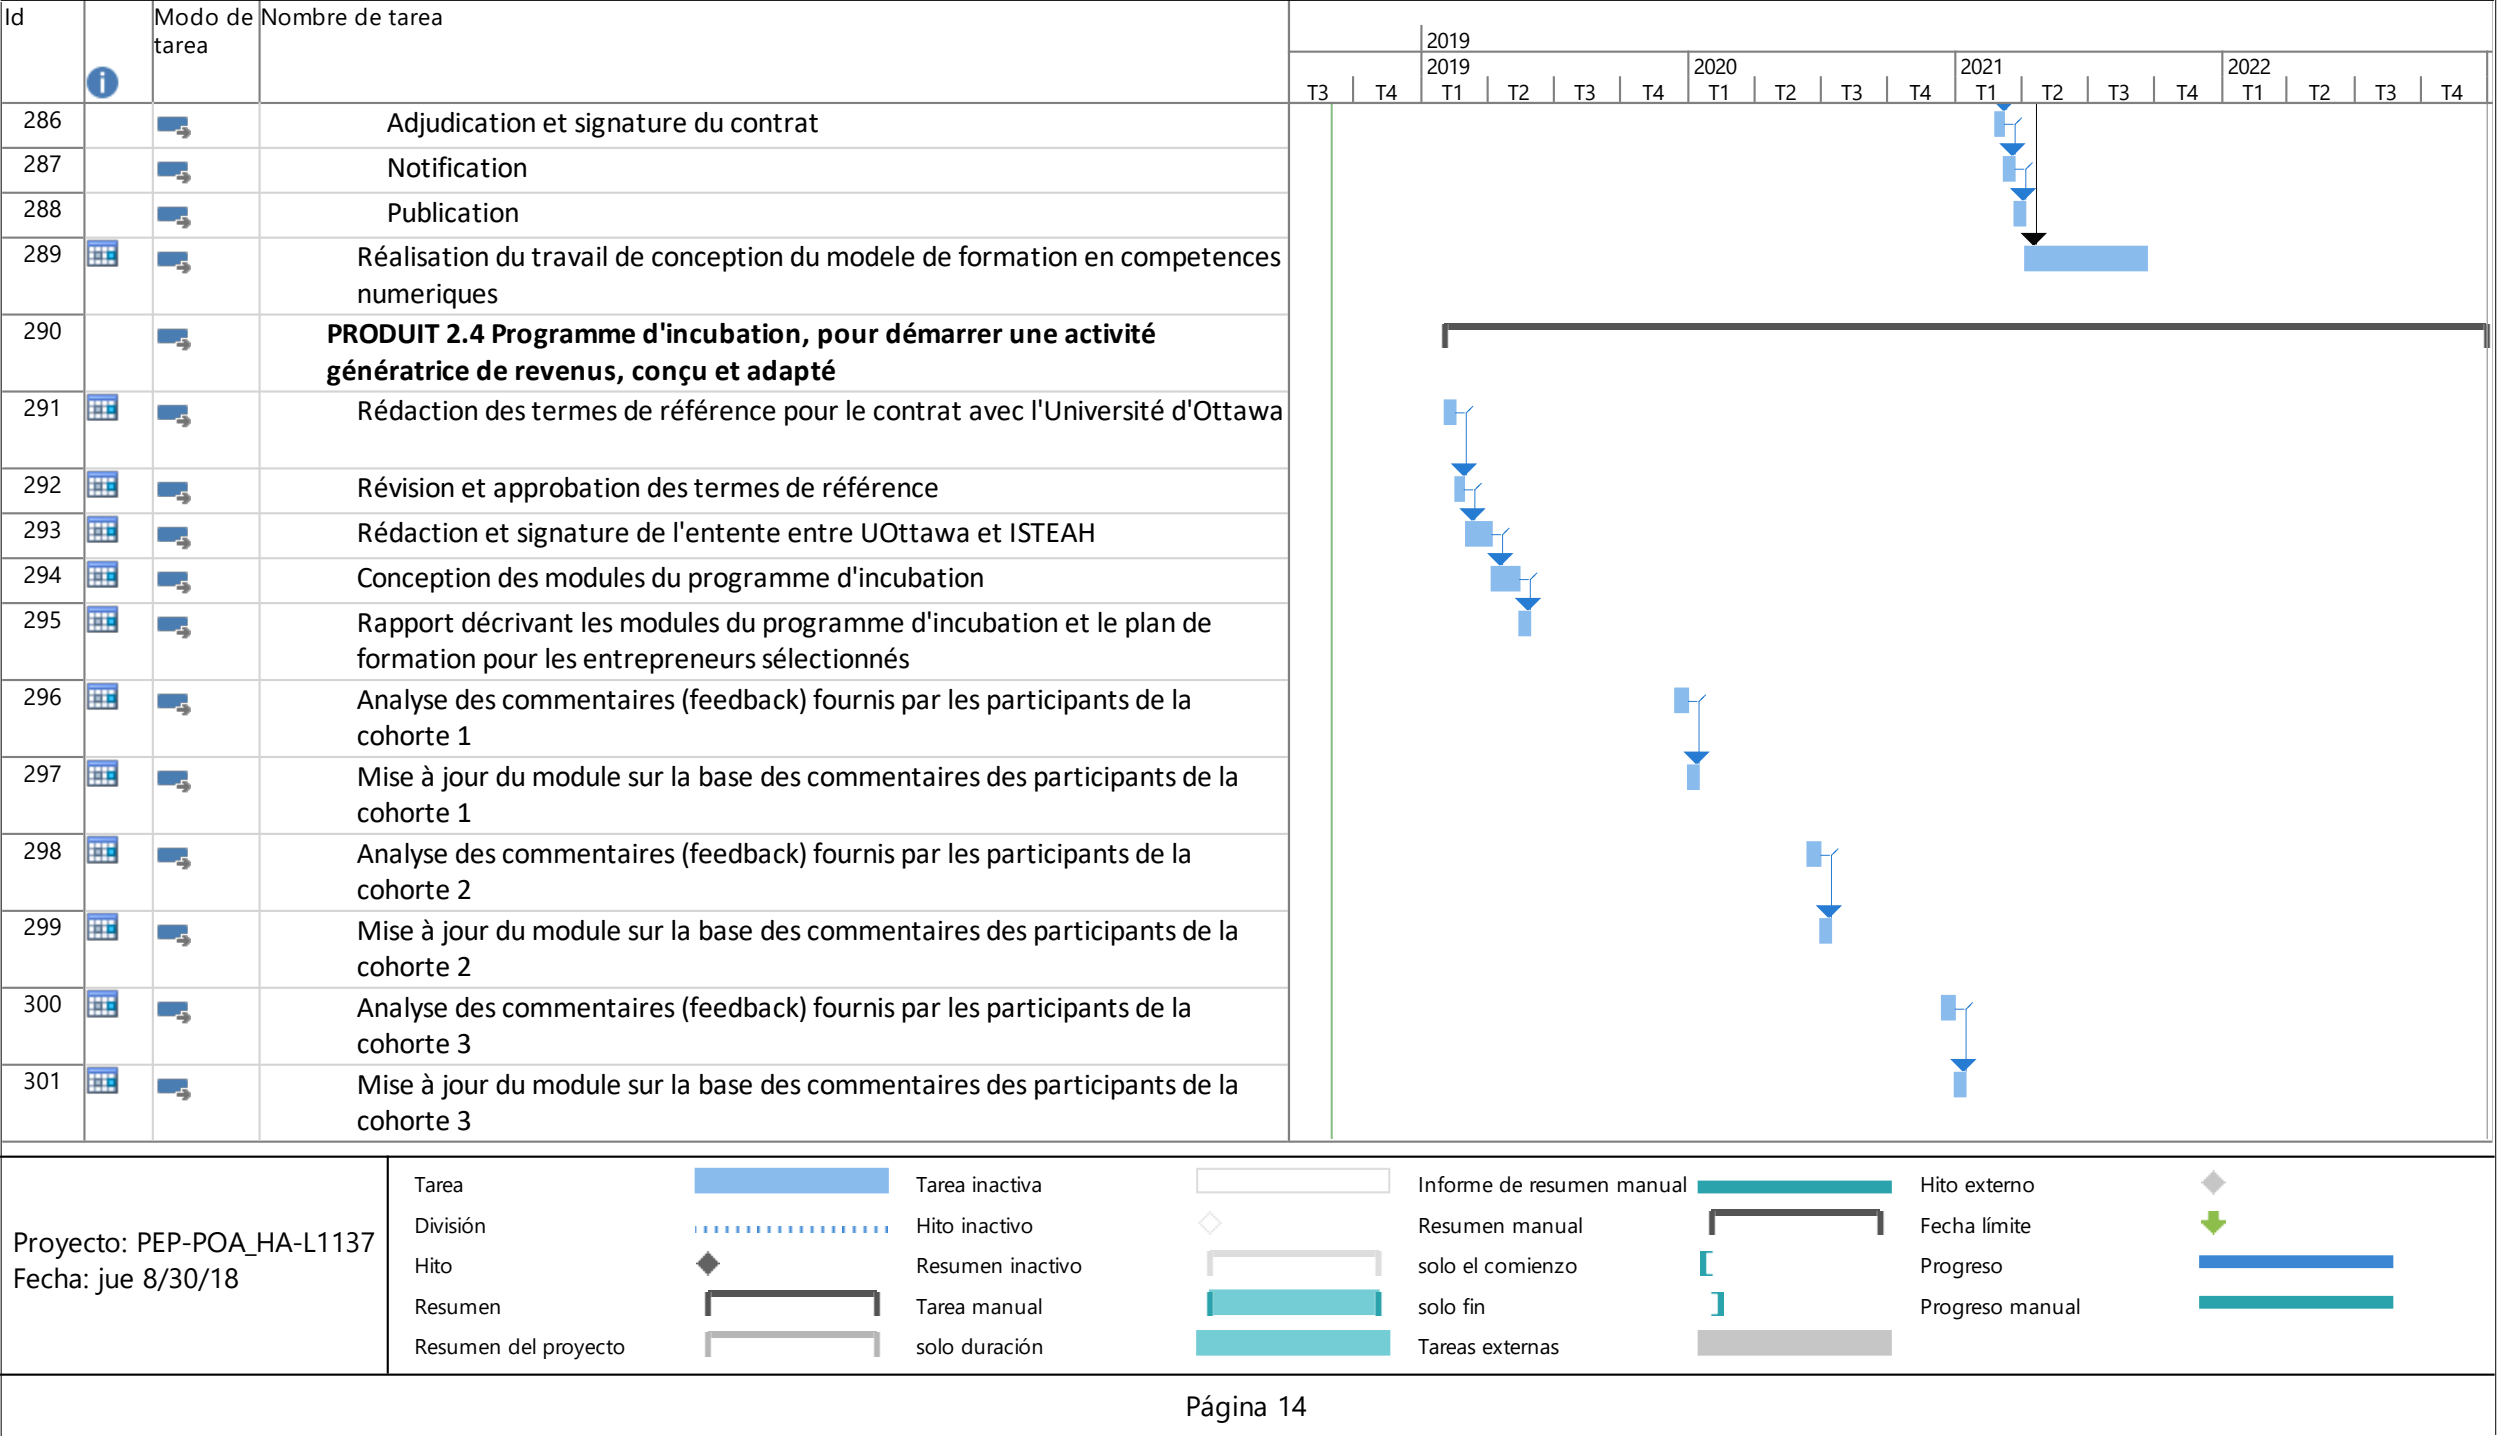 Id
Modo de
tarea
Nombre de tarea
2019
2019
2020
2021
2022
T3 T4 T1 T2 T3 T4 T1 T2 T3 T4 T1 T2 T3 T4 T1 T2 T3 T4
286 Adjudication et signature du contrat
287 Notification
288 Publication
289 Réalisation du travail de conception du modele de formation en competences
numeriques
290 PRODUIT 2.4 Programme d'incubation, pour démarrer une activité
génératrice de revenus, conçu et adapté
291 Rédaction des termes de référence pour le contrat avec l'Université d'Ottawa
292 Révision et approbation des termes de référence
293 Rédaction et signature de l'entente entre UOttawa et ISTEAH
294 Conception des modules du programme d'incubation
295 Rapport décrivant les modules du programme d'incubation et le plan de
formation pour les entrepreneurs sélectionnés
296 Analyse des commentaires (feedback) fournis par les participants de la
cohorte 1
297 Mise à jour du module sur la base des commentaires des participants de la
cohorte 1
298 Analyse des commentaires (feedback) fournis par les participants de la
cohorte 2
299 Mise à jour du module sur la base des commentaires des participants de la
cohorte 2
300 Analyse des commentaires (feedback) fournis par les participants de la
cohorte 3
301 Mise à jour du module sur la base des commentaires des participants de la
cohorte 3
Proyecto: PEP-POA_HA-L1137
Fecha: jue 8/30/18
Tarea
División
Hito
Resumen
Resumen del proyecto
Tarea inactiva
Hito inactivo
Resumen inactivo
Tarea manual
solo duración
Informe de resumen manual
Resumen manual
solo el comienzo
solo fin
Tareas externas
Hito externo
Fecha límite
Progreso
Progreso manual
Página 14